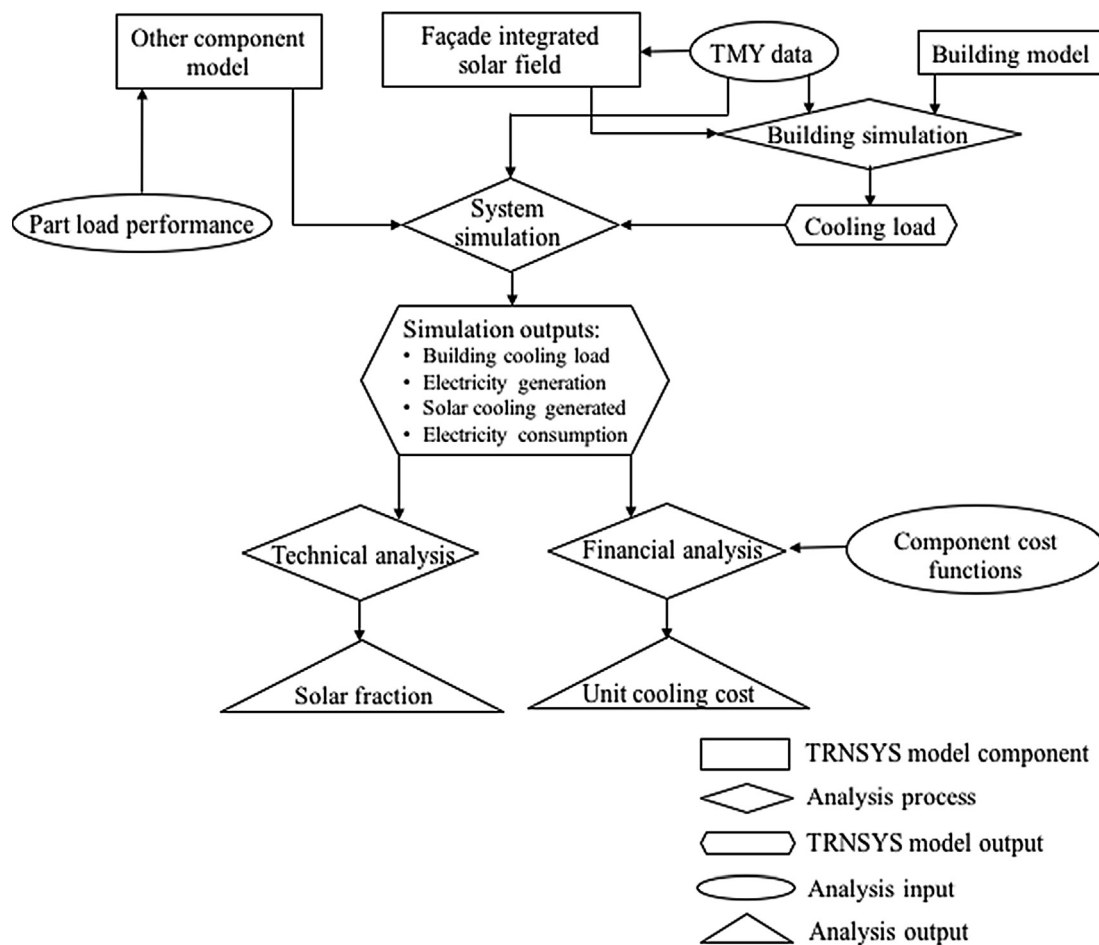 Other component
model
Façade integrated
solar field
TMY data
Building model
Building simulation
Part load performance
System
simulation
Cooling load
Simulation outputs:
• Building cooling load
• Electricity generation
• Solar cooling generated
• Electricity consumption
Technical analysis
Financial analysis
Component cost
functions
Solar fraction
Unit cooling cost
TRNSYS model component
Analysis process
TRNSYS model output
Analysis input
Analysis output